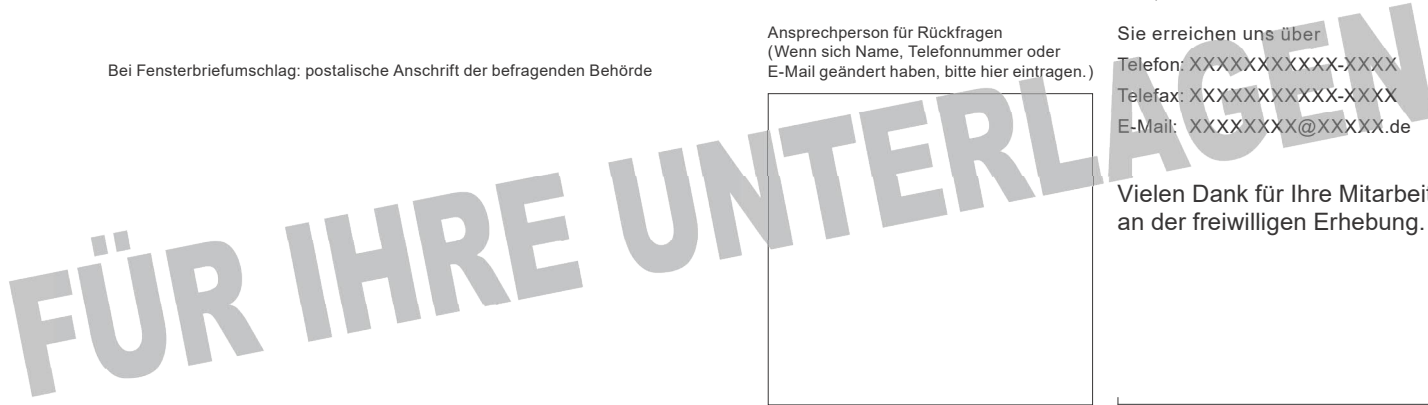 Bei Fensterbriefumschlag: postalische Anschrift der befragenden Behörde
Ansprechperson für Rückfragen
(Wenn sich Name, Telefonnummer oder
E-Mail geändert haben, bitte hier eintragen.)
Sie erreichen uns über
Telefon: XXXXXXXXXXX-XXXX
Telefax: XXXXXXXXXXX-XXXX
E-Mail: XXXXXXXX@XXXXX.de
Vielen Dank für Ihre Mitarbeit
an der freiwilligen Erhebung.
FÜR IHRE UNTERLAGEN